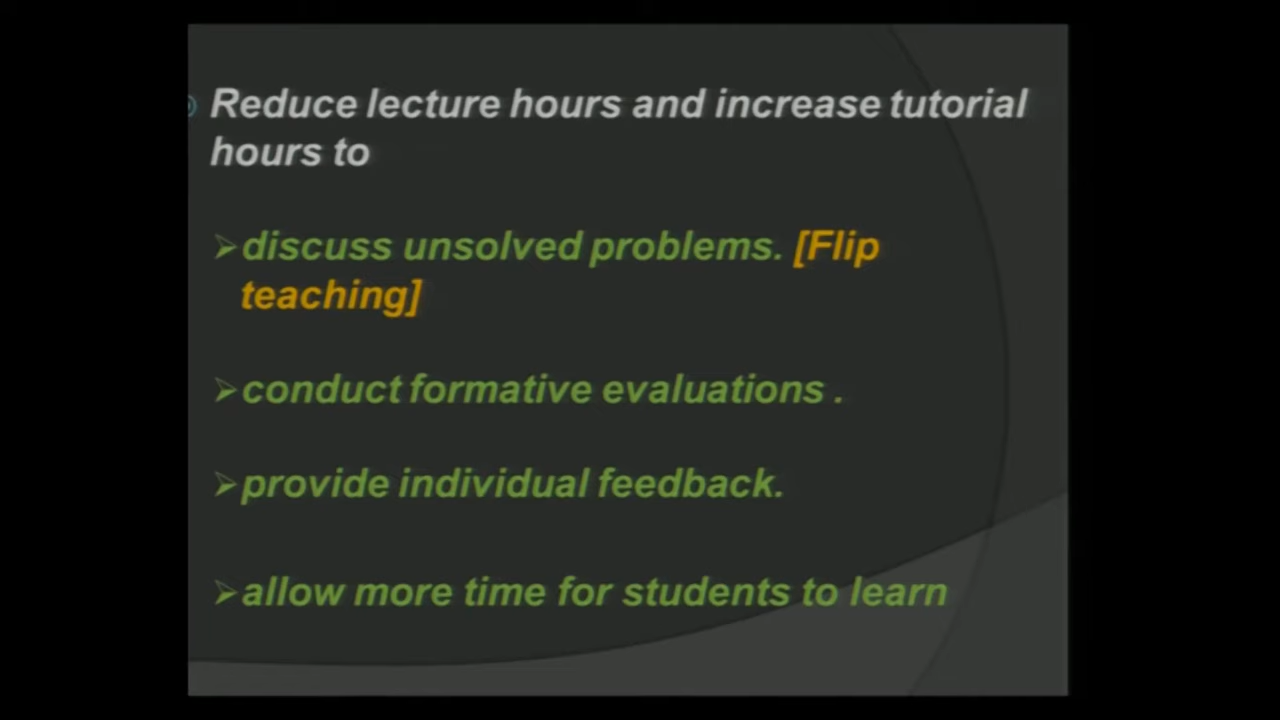 Reduce lecture hours and increase tutorial
hours to
➢discuss unsolved problems. [Flip
teaching]
➢conduct formative evaluations .
➢provide individual feedback.
➢allow more time for students to learn